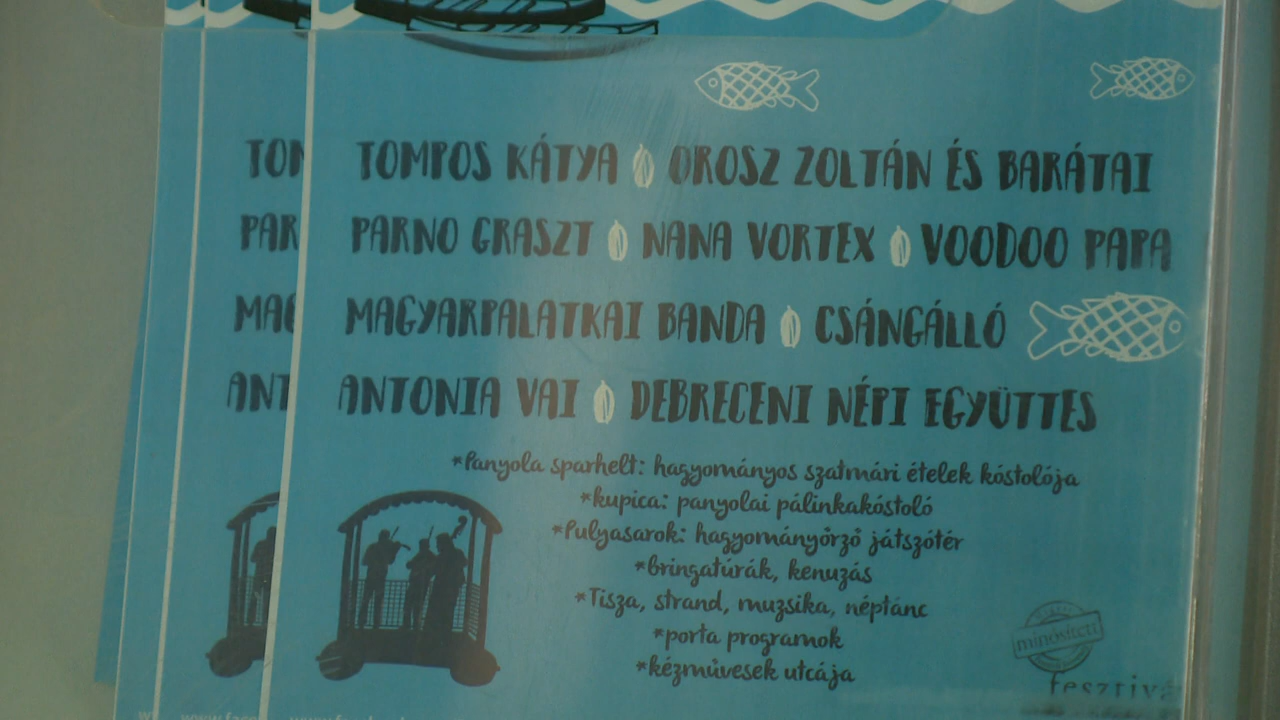 TOMPOS KÁTYA OROSZ ZOLTÁN ÉS BARÁTAI
PARNO GRASZT NANA VORTEX VOODOO PAPA
MAGYARPALATKAI BANDA CSÁNGÁLLÓ
ANTONIA VAI DEBRECENI NÉPI EGYÜTTES
*Panyola sparhelt: hagyományos szatmári ételek kóstolója
*kupica: panyolai pálinkakóstoló
*Pulyasarok: hagyományőrző játszótér
*bringatúrák, kenuzás
*Tisza, strand, muzsika, néptánc
*porta programok
*kézművesek utcája
minősített